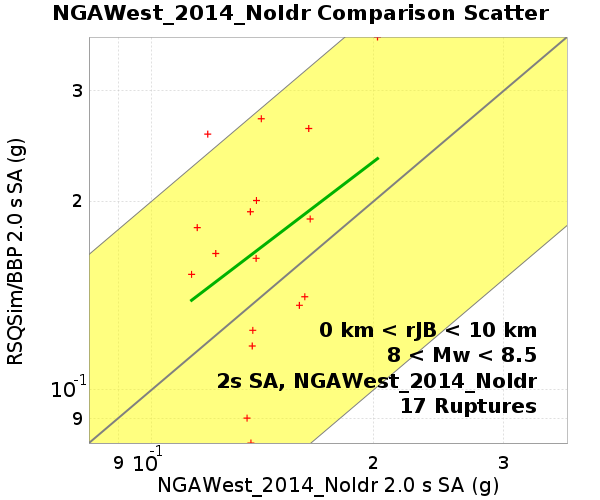 NGAWest_2014_NoIdr Comparison Scatter
RSQSim/BBP 2.0 s SA (g)
3
2
10-1
9
0 km < rJB < 10 km
8 < Mw < 8.5
2s SA, NGAWest_2014_NoIdr
17 Ruptures
9 10-1 2 3
NGAWest_2014_NoIdr 2.0 s SA (g)